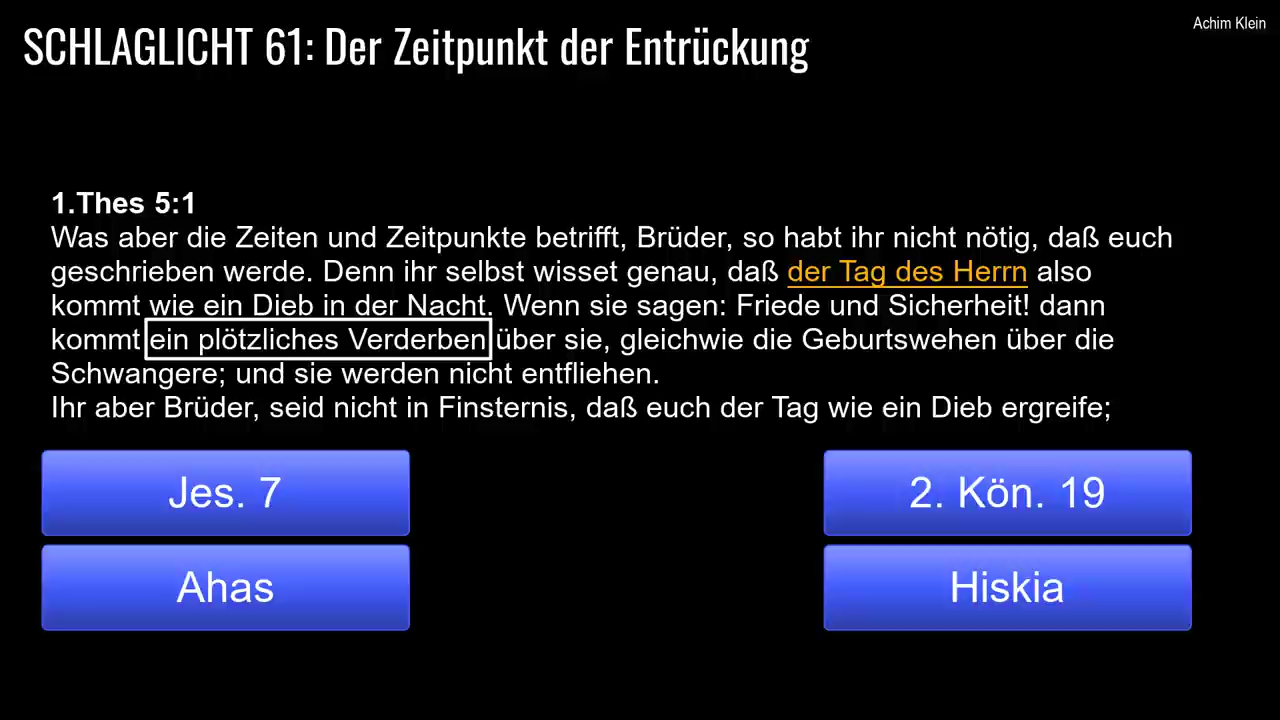 SCHLAGLICHT 61: Der Zeitpunkt der Entrückung
Achim Klein
1.Thes 5:1
Was aber die Zeiten und Zeitpunkte betrifft, Brüder, so habt ihr nicht nötig, daß euch
geschrieben werde. Denn ihr selbst wisset genau, daß der Tag des Herrn also
kommt wie ein Dieb in der Nacht. Wenn sie sagen: Friede und Sicherheit! dann
kommt ein plötzliches Verderben über sie, gleichwie die Geburtswehen über die
Schwangere; und sie werden nicht entfliehen.
Ihr aber Brüder, seid nicht in Finsternis, daß euch der Tag wie ein Dieb ergreife;
Jes. 7
2. Kön. 19
Ahas
Hiskia